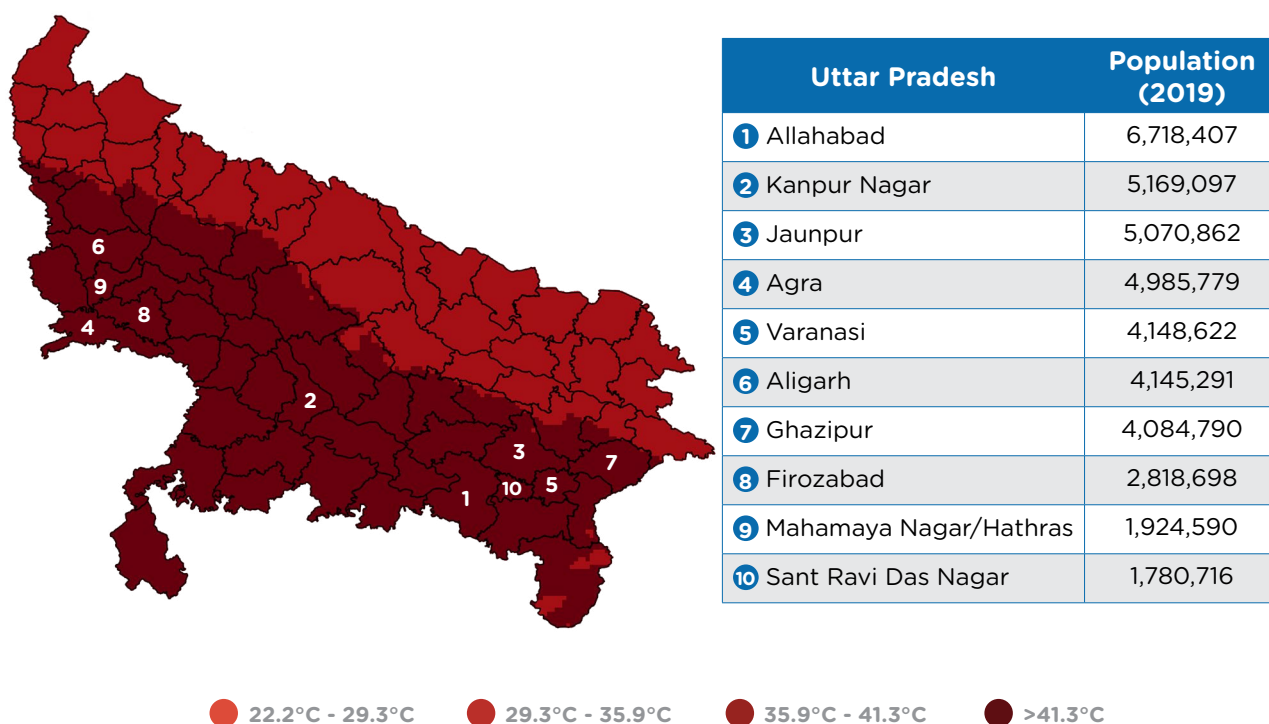 Uttar Pradesh Population (2019)
1 Allahabad 6,718,407
2 Kanpur Nagar 5,169,097
3 Jaunpur 5,070,862
4 Agra 4,985,779
5 Varanasi 4,148,622
6 Aligarh 4,145,291
7 Ghazipur 4,084,790
8 Firozabad 2,818,698
9 Mahamaya Nagar/Hathras 1,924,590
10 Sant Ravi Das Nagar 1,780,716
6
9
8
4
2
3
7
10 5
1
22.2°C - 29.3°C 29.3°C - 35.9°C 35.9°C - 41.3°C >41.3°C